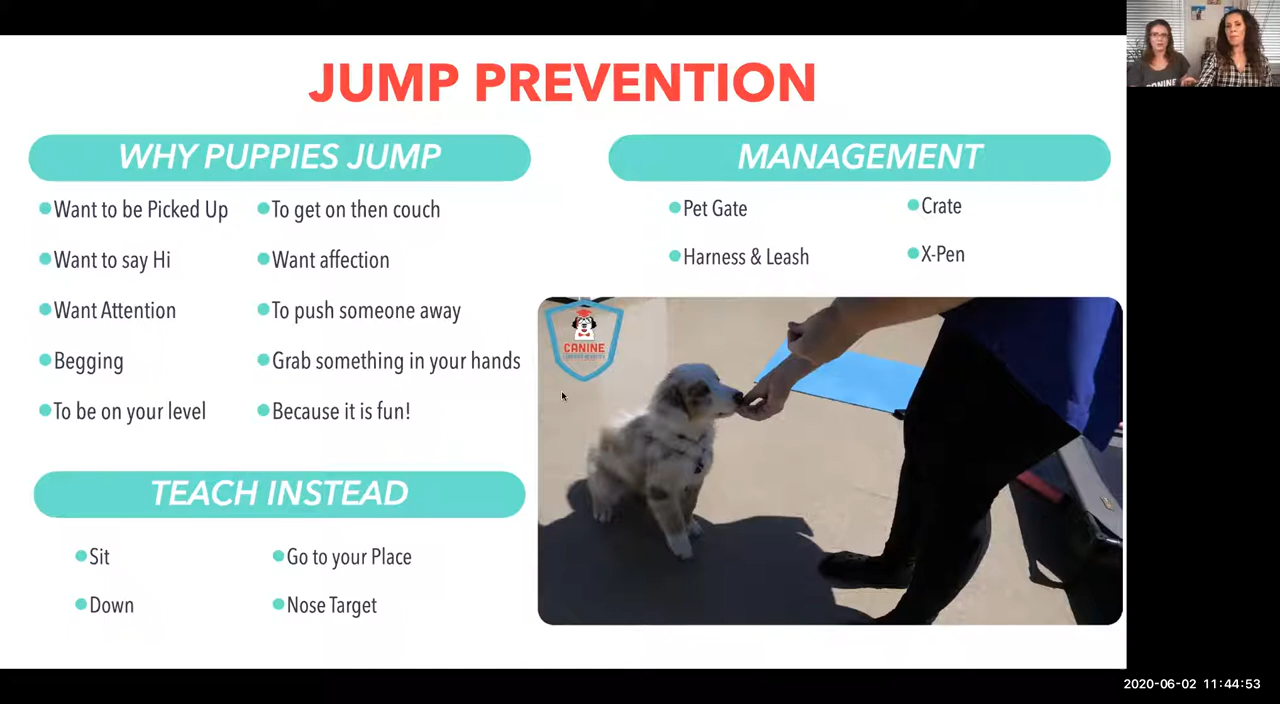 JUMP PREVENTION
WHY PUPPIES JUMP
Want to be Picked Up
To get on then couch
Want to say Hi
Want affection
Want Attention
To push someone away
Begging
Grab something in your hands
To be on your level
Because it is fun!
TEACH INSTEAD
Sit
Go to your Place
Down
Nose Target
MANAGEMENT
Pet Gate
Crate
Harness & Leash
X-Pen
CANINE
CANINE
2020-06-02 11:44:53